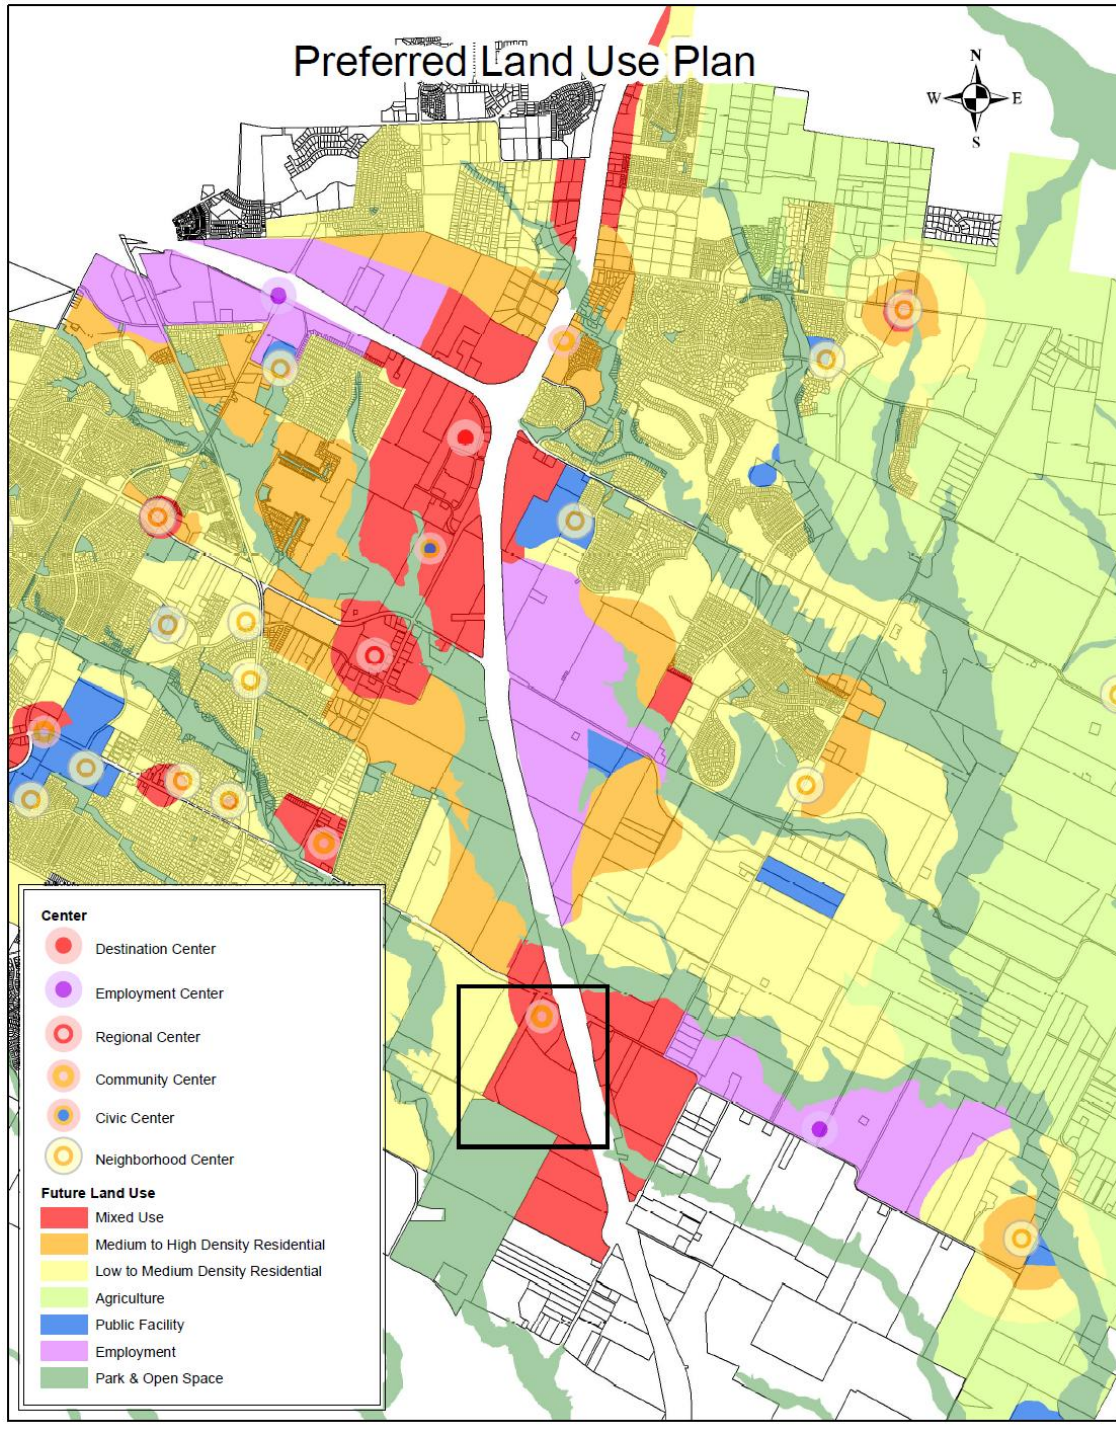 Preferred Land Use Plan
N
W
E
S
Center
Destination Center
Employment Center
Regional Center
Community Center
Civic Center
Neighborhood Center
Future Land Use
Mixed Use
Medium to High Density Residential
Low to Medium Density Residential
Agriculture
Public Facility
Employment
Park & Open Space